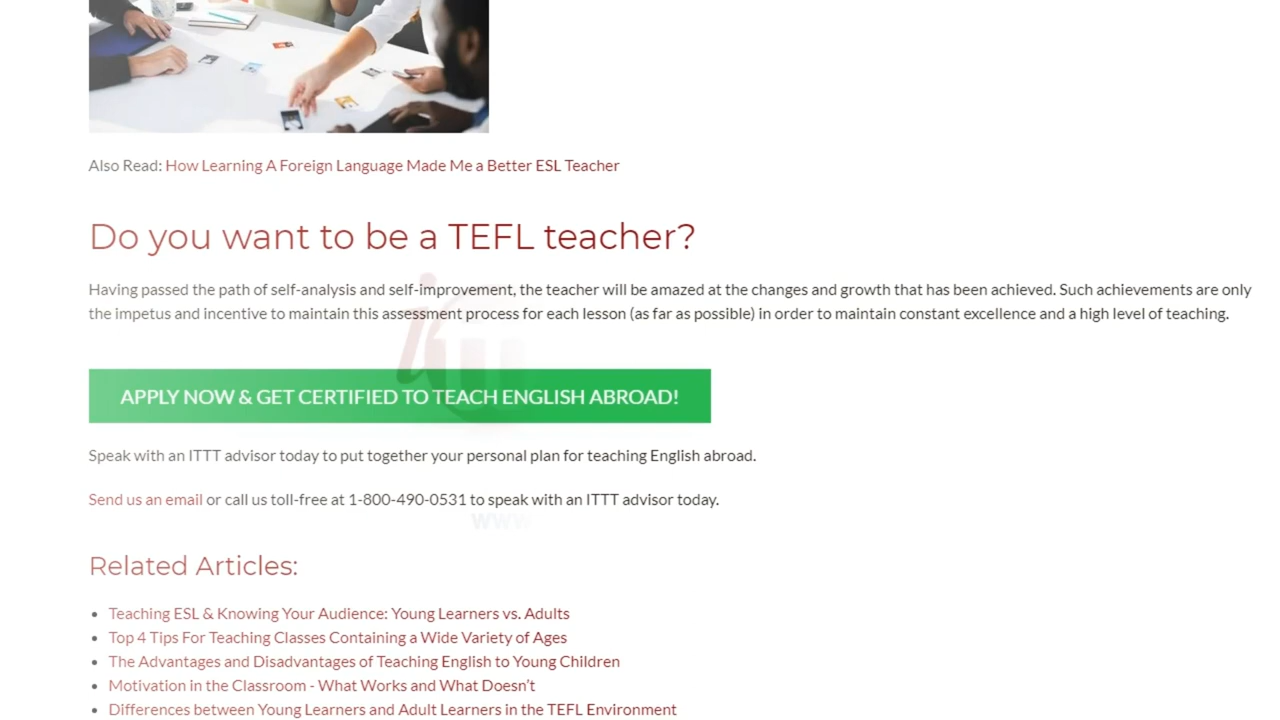 Also Read: How Learning A Foreign Language Made Me a Better ESL Teacher
Do you want to be a TEFL teacher?
Having passed the path of self-analysis and self-improvement, the teacher will be amazed at the changes and growth that has been achieved. Such achievements are only
the impetus and incentive to maintain this assessment process for each lesson (as far as possible) in order to maintain constant excellence and a high level of teaching.
APPLY NOW & GET CERTIFIED TO TEACH ENGLISH ABROAD!
Speak with an ITTT advisor today to put together your personal plan for teaching English abroad.
Send us an email or call us toll-free at 1-800-490-0531 to speak with an ITTT advisor today.
www
Related Articles:
Teaching ESL & Knowing Your Audience: Young Learners vs. Adults
Top 4 Tips For Teaching Classes Containing a Wide Variety of Ages
The Advantages and Disadvantages of Teaching English to Young Children
Motivation in the Classroom - What Works and What Doesn't
Differences between Young Learners and Adult Learners in the TEFL Environment